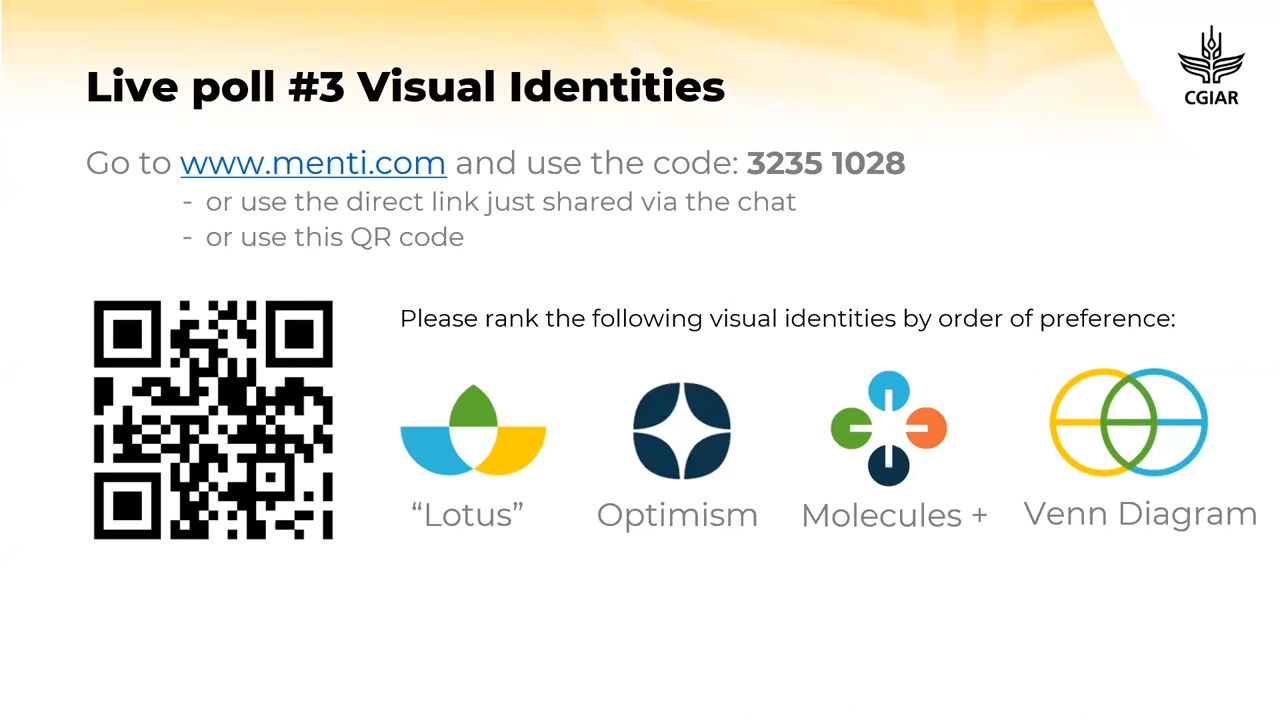 Live poll #3 Visual Identities
CGIAR
Go to www.menti.com and use the code: 3235 1028
- or use the direct link just shared via the chat
- or use this QR code
Please rank the following visual identities by order of preference:
“Lotus”
Optimism
Molecules +
Venn Diagram